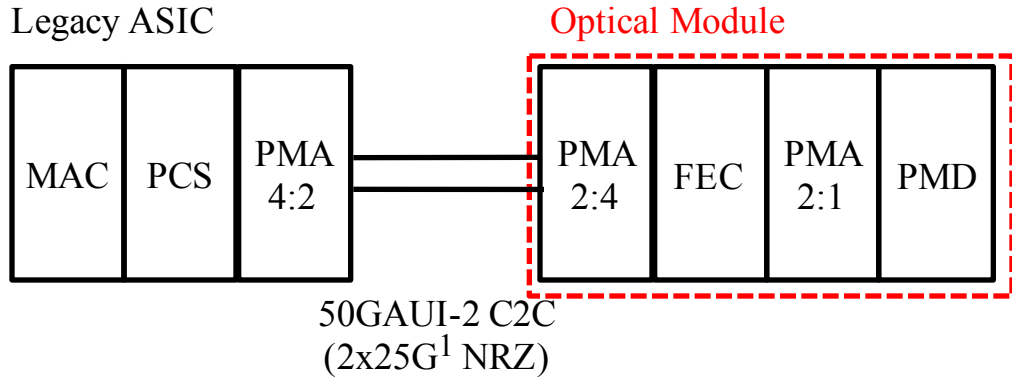 Legacy ASIC
Optical Module
MAC
PCS
PMA
4:2
PMA
2:4
FEC
PMA
2:1
PMD
50GAUI-2 C2C
(2x25G¹ NRZ)